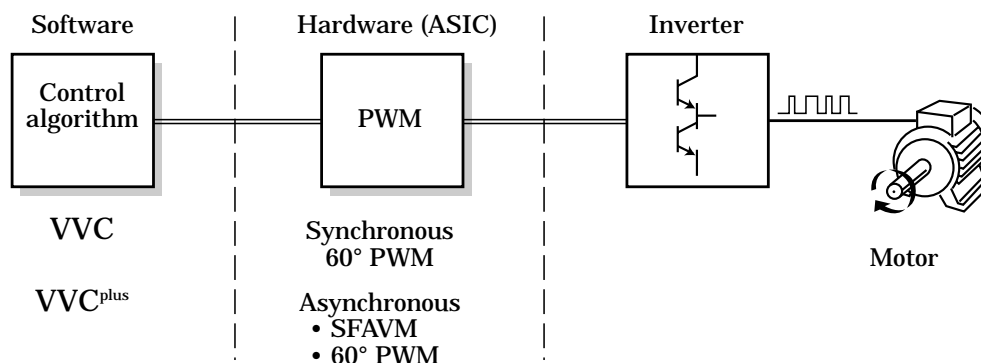 Software
Hardware (ASIC)
Inverter
Control
algorithm
PWM
VVC
Synchronous
60° PWM
Motor
VVCplus
Asynchronous
• SFAVM
• 60° PWM